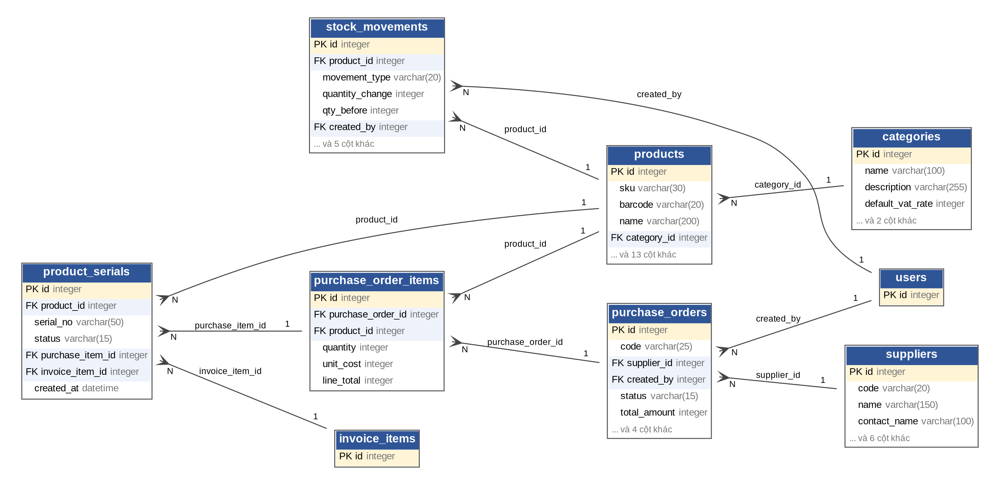 stock_movements
PK id integer
FK product_id integer
movement_type varchar(20)
quantity_change integer
qty_before integer
FK created_by integer
... và 5 cột khác
N
created_by
1
N
product_id
1
products
PK id integer
sku varchar(30)
barcode varchar(20)
name varchar(200)
FK category_id integer
... và 13 cột khác
N
category_id
1
categories
PK id integer
name varchar(100)
description varchar(255)
default_vat_rate integer
... và 2 cột khác
product_serials
PK id integer
FK product_id integer
serial_no varchar(50)
status varchar(15)
FK purchase_item_id integer
FK invoice_item_id integer
created_at datetime
N
product_id
1
N
purchase_item_id
1
N
invoice_item_id
1
purchase_order_items
PK id integer
FK purchase_order_id integer
FK product_id integer
quantity integer
unit_cost integer
line_total integer
N
product_id
1
N
purchase_order_id
1
invoice_items
PK id integer
purchase_orders
PK id integer
code varchar(25)
FK supplier_id integer
FK created_by integer
status varchar(15)
total_amount integer
... và 4 cột khác
N
created_by
1
N
supplier_id
1
users
PK id integer
suppliers
PK id integer
code varchar(20)
name varchar(150)
contact_name varchar(100)
... và 6 cột khác